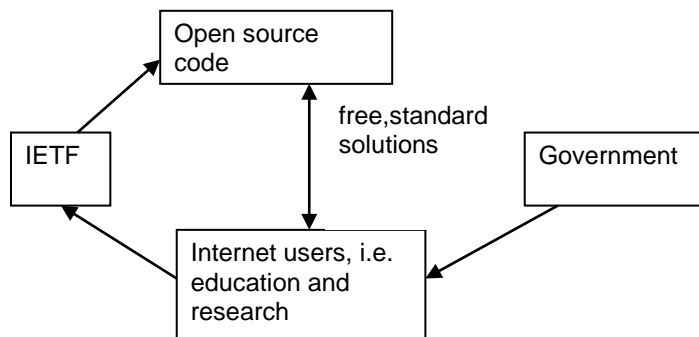 Open source
code
free,standard
solutions
IETF
Government
Internet users, i.e.
education and
research